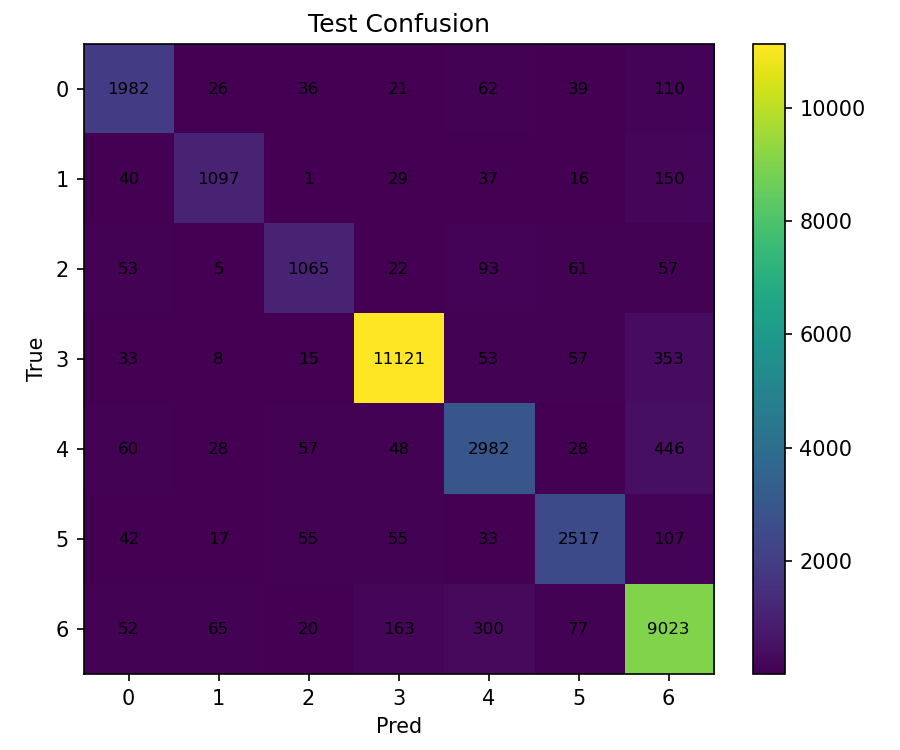 Test Confusion
0 1982 26 36 21 62 39 110
1 40 1097 1 29 37 16 150
2 53 5 1065 22 93 61 57
3 33 8 15 11121 53 57 353
4 60 28 57 48 2982 28 446
5 42 17 55 55 33 2517 107
6 52 65 20 163 300 77 9023
0 1 2 3 4 5 6
Pred
True
10000
8000
6000
4000
2000